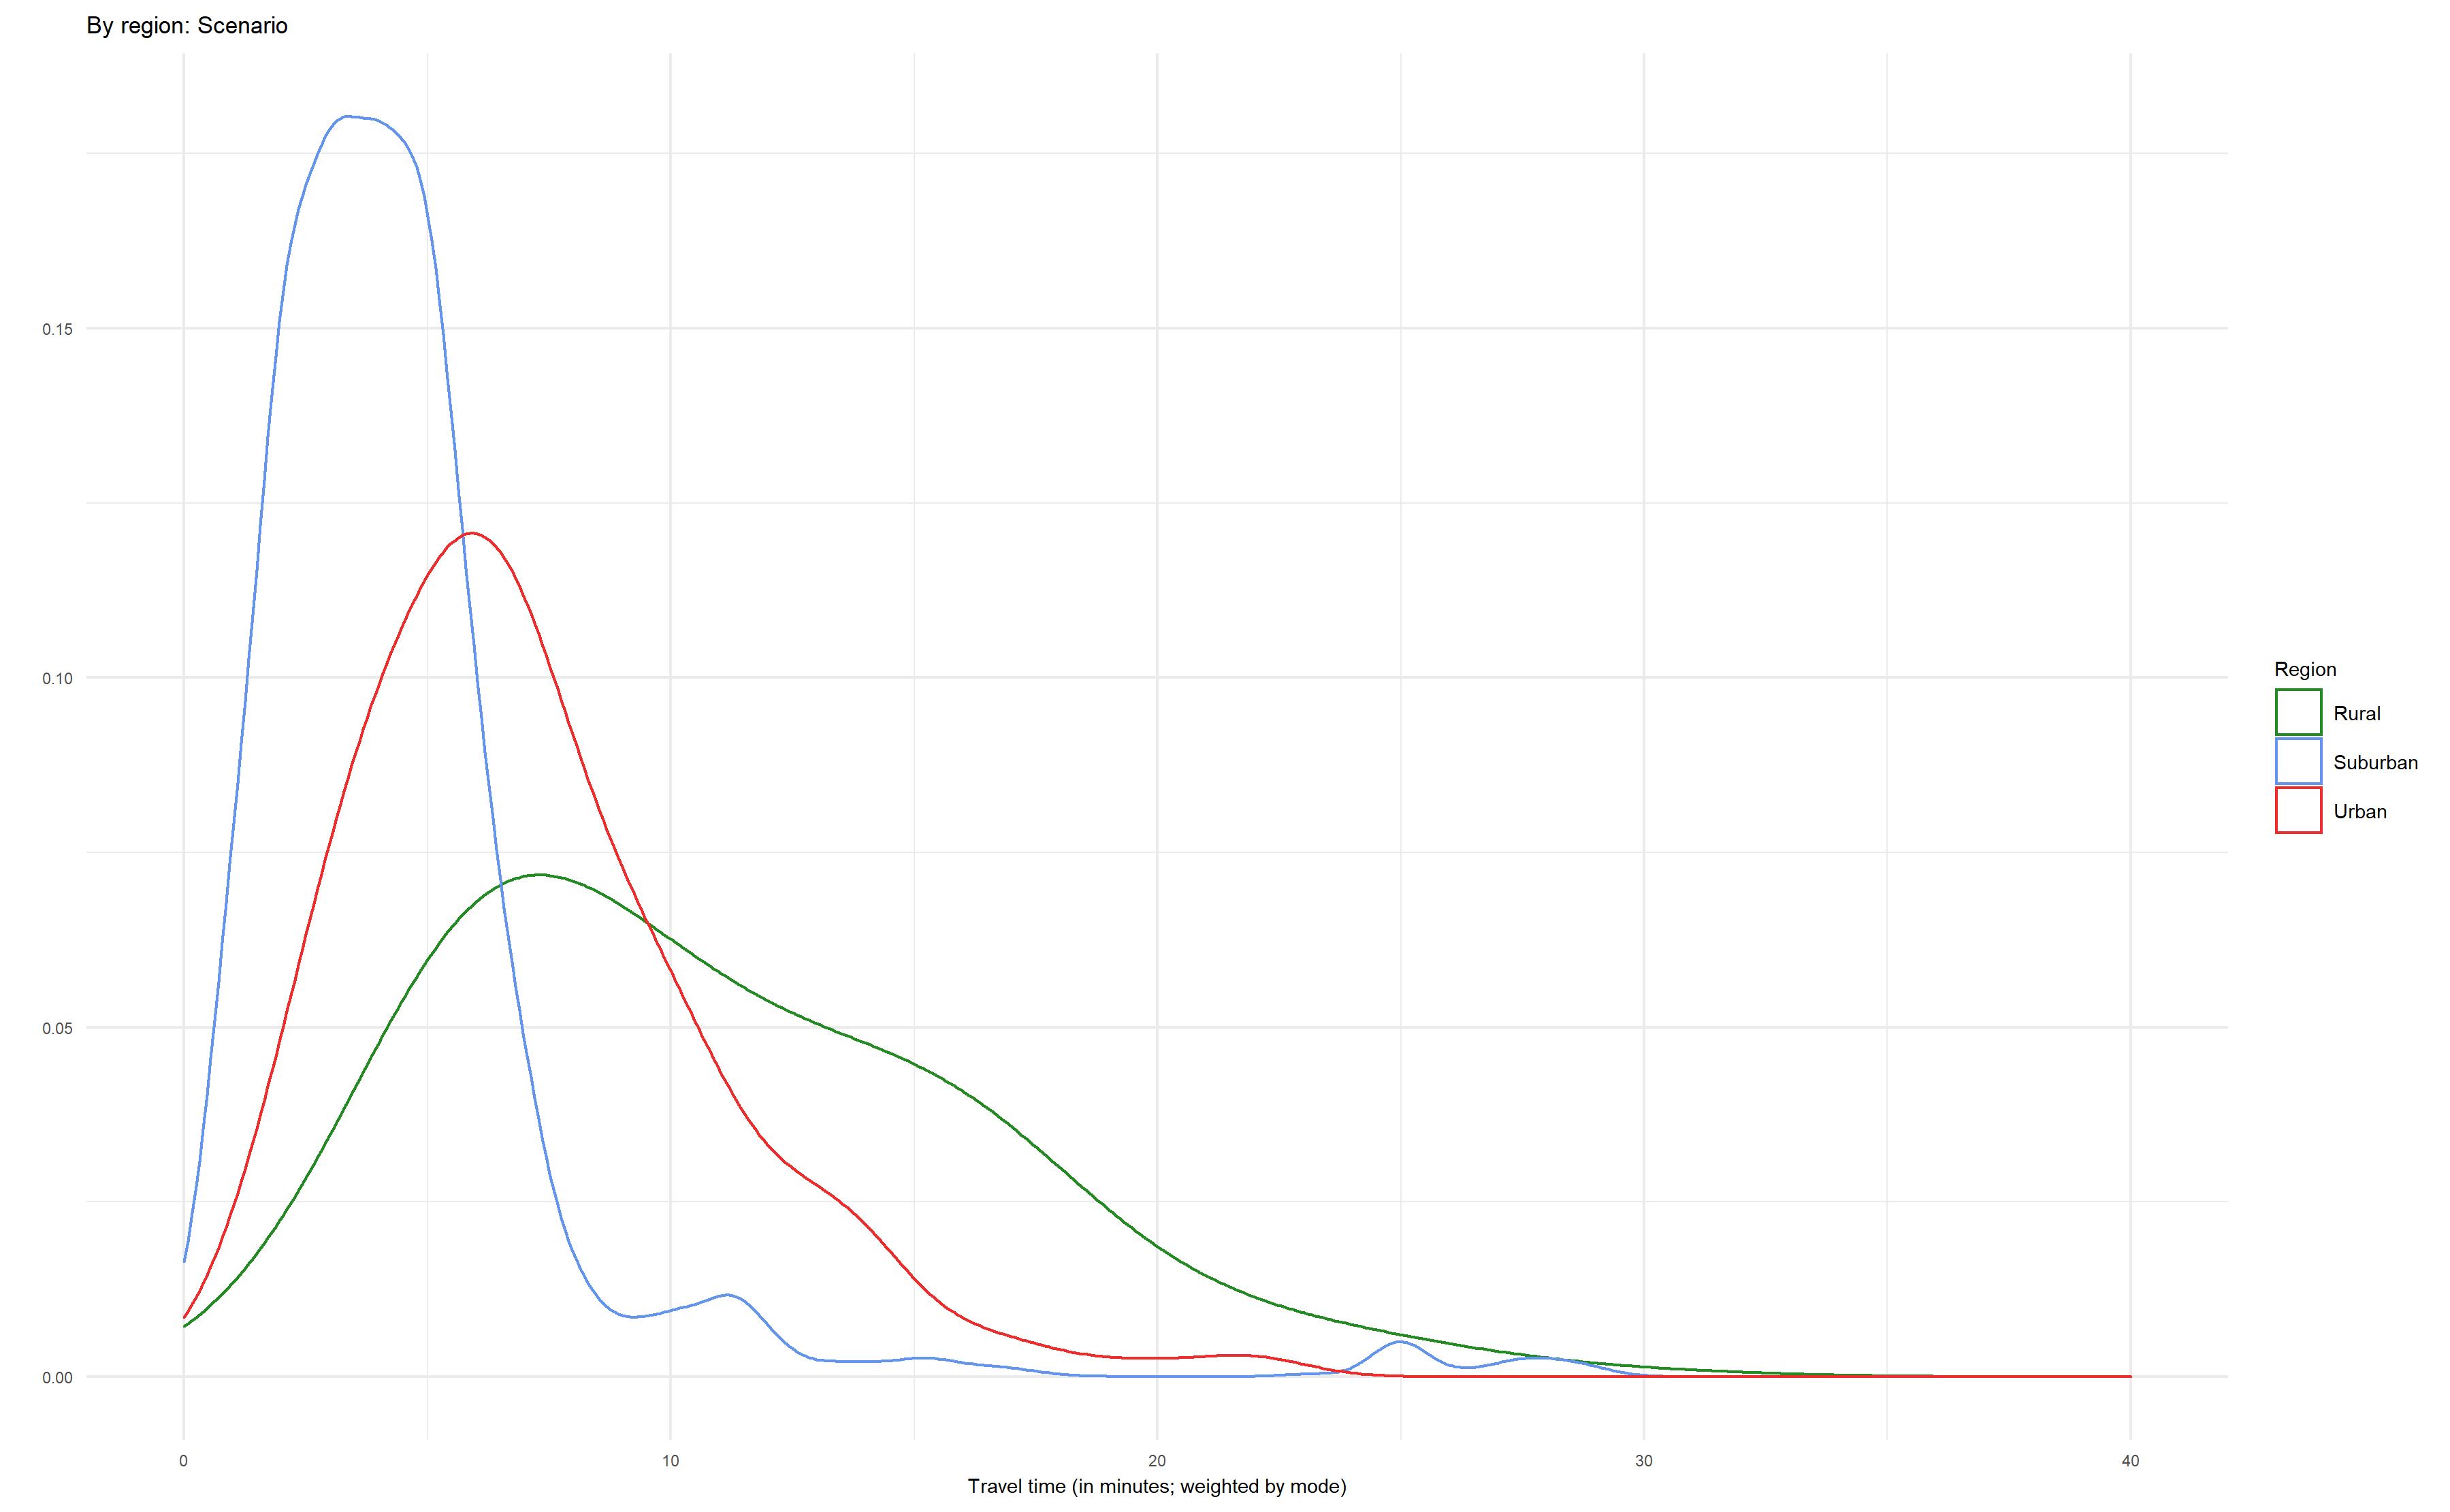 By region: Scenario
0.15
0.10
0.05
0.00
0
10
20
30
40
Travel time (in minutes; weighted by mode)
Region
Rural
Suburban
Urban